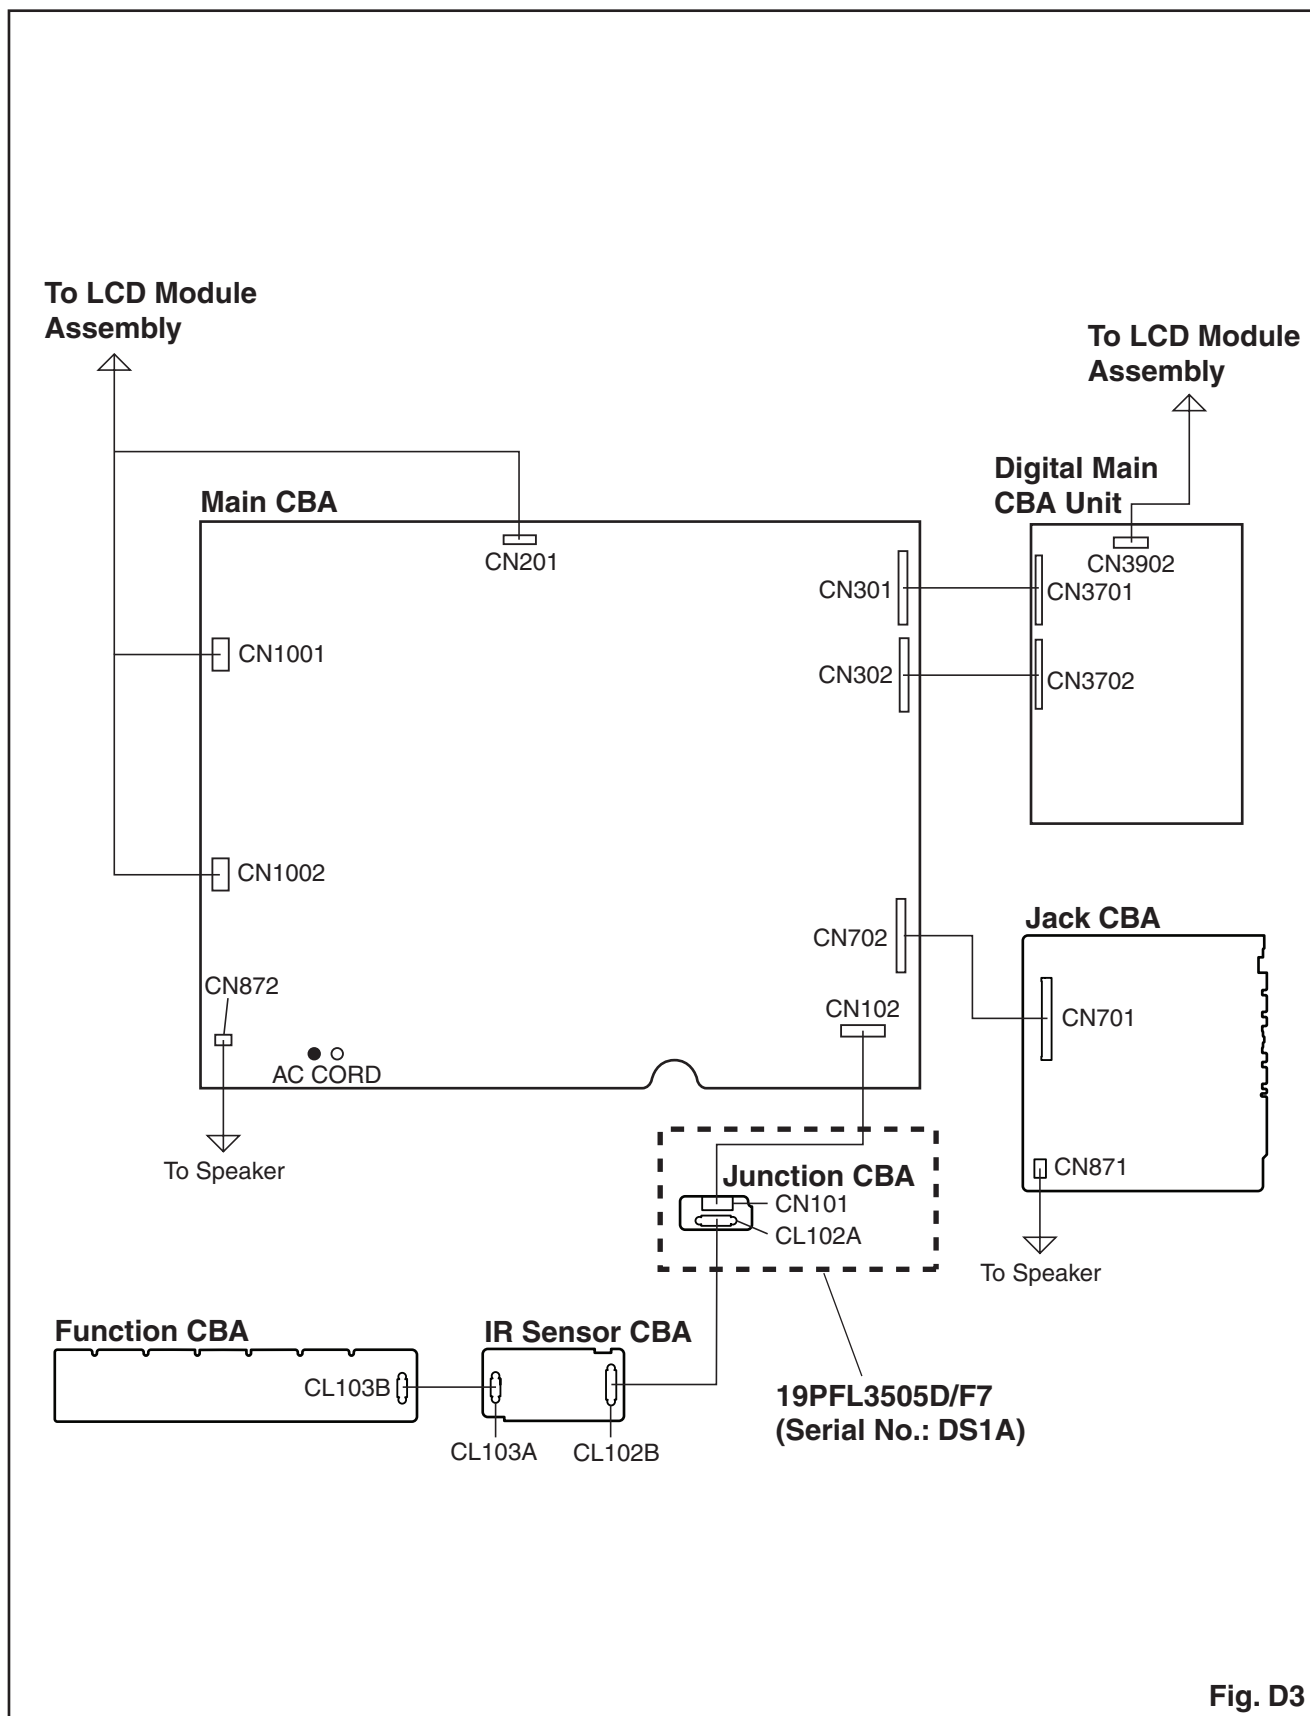 To LCD Module
Assembly
To LCD Module
Assembly
Digital Main
CBA Unit
Main CBA
CN201
CN3902
CN301
CN3701
CN1001
CN302
CN3702
CN1002
Jack CBA
CN702
CN872
CN102
CN701
AC CORD
To Speaker
Junction CBA
CN871
CN101
CL102A
To Speaker
Function CBA
IR Sensor CBA
CL103B
19PFL3505D/F7
(Serial No.: DS1A)
CL103A
CL102B
Fig. D3